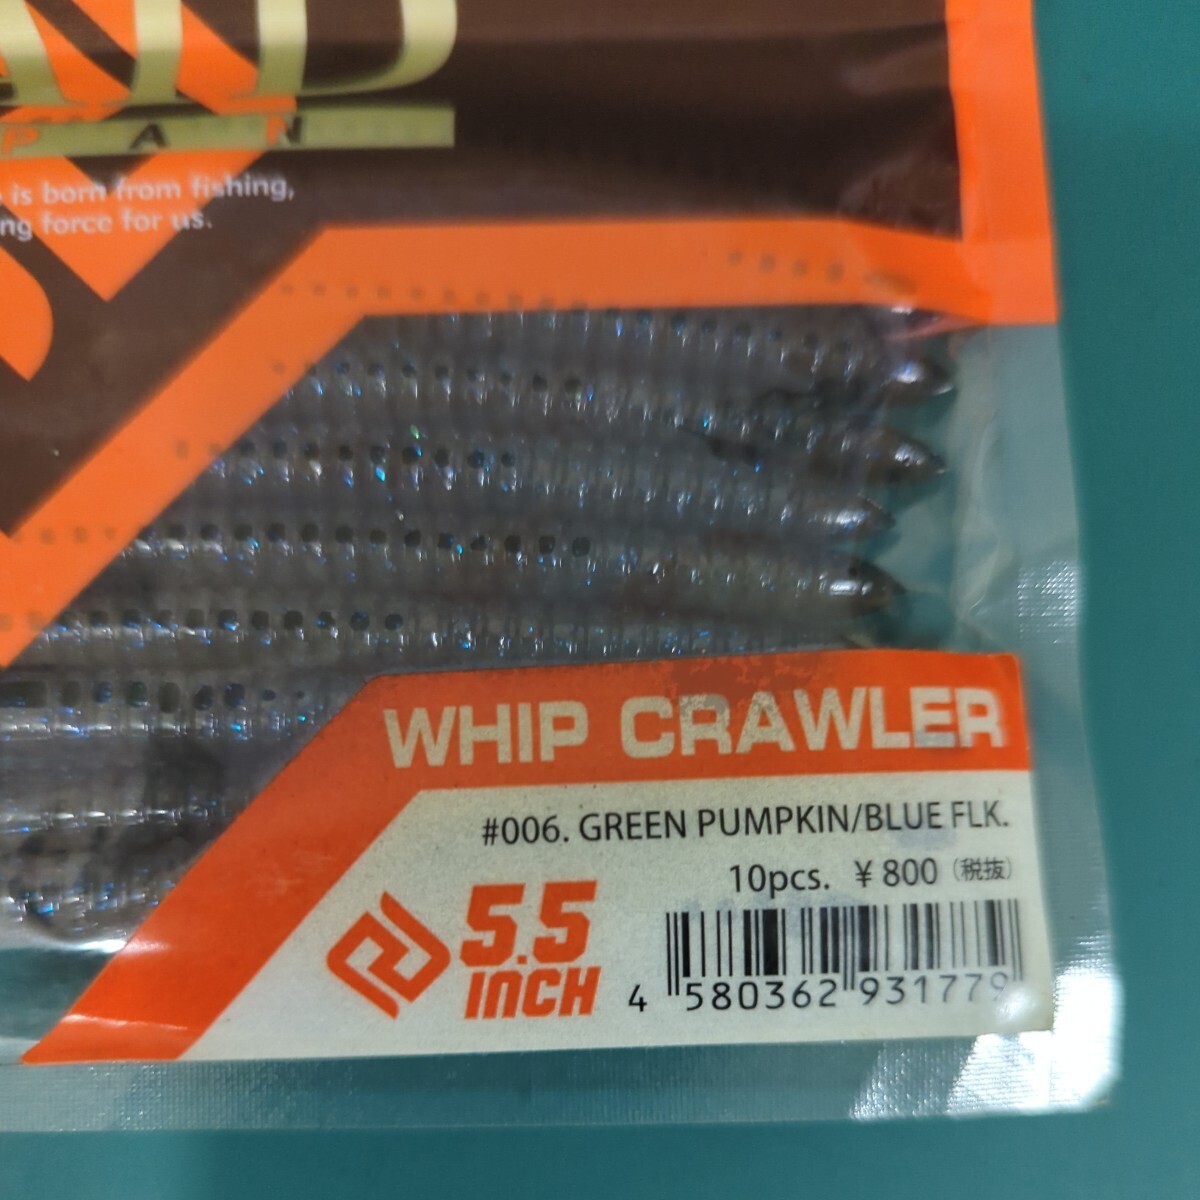 PAN
is born from fishing,
ng force for us.
WHIP CRAWLER
#006. GREEN PUMPKIN/BLUE FLK.
10pcs. ¥800 (税抜)
5.5
INCH
4 580362 931779